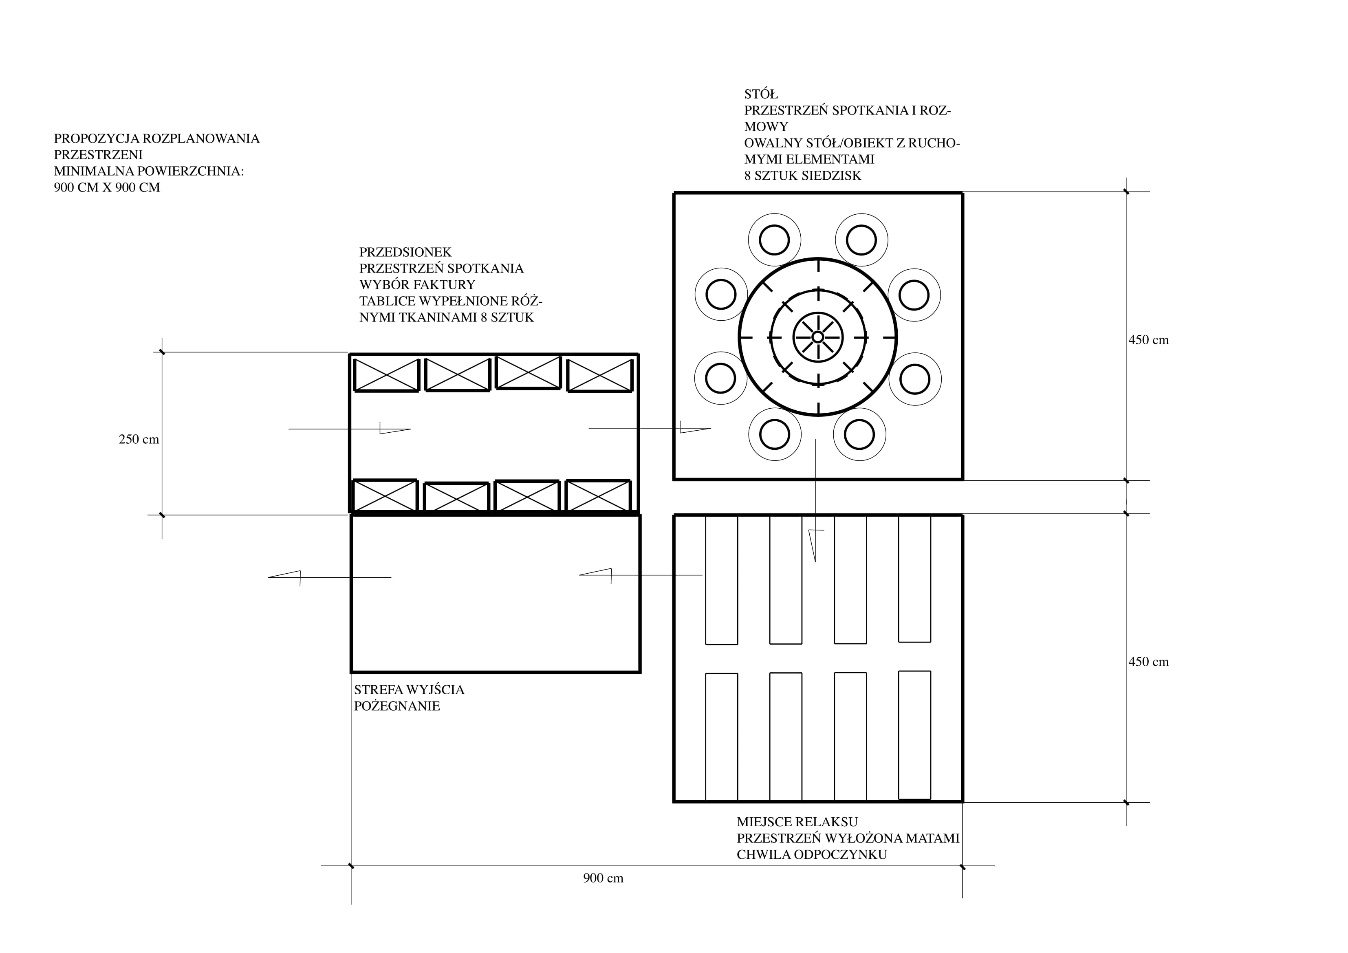 STÓŁ
PRZESTRZEŃ SPOTKANIA I ROZ-
MOWY
OWALNY STÓŁ/OBIEKT Z RUCHO-
MYMI ELEMENTAMI
8 SZTUK SIEDZISK
PROPOZYCJA ROZPLANOWANIA
PRZESTRZENI
MINIMALNA POWIERZCHNIA:
900 CM X 900 CM
PRZEDSIONEK
PRZESTRZEŃ SPOTKANIA
WYBÓR FAKTURY
TABLICE WYPEŁNIONE RÓŻ-
NYMI TKANINAMI 8 SZTUK
450 cm
250 cm
450 cm
STREFA WYJŚCIA
POŻEGNANIE
MIEJSCE RELAKSU
PRZESTRZEŃ WYŁOŻONA MATAMI
CHWILA ODPOCZYNKU
900 cm